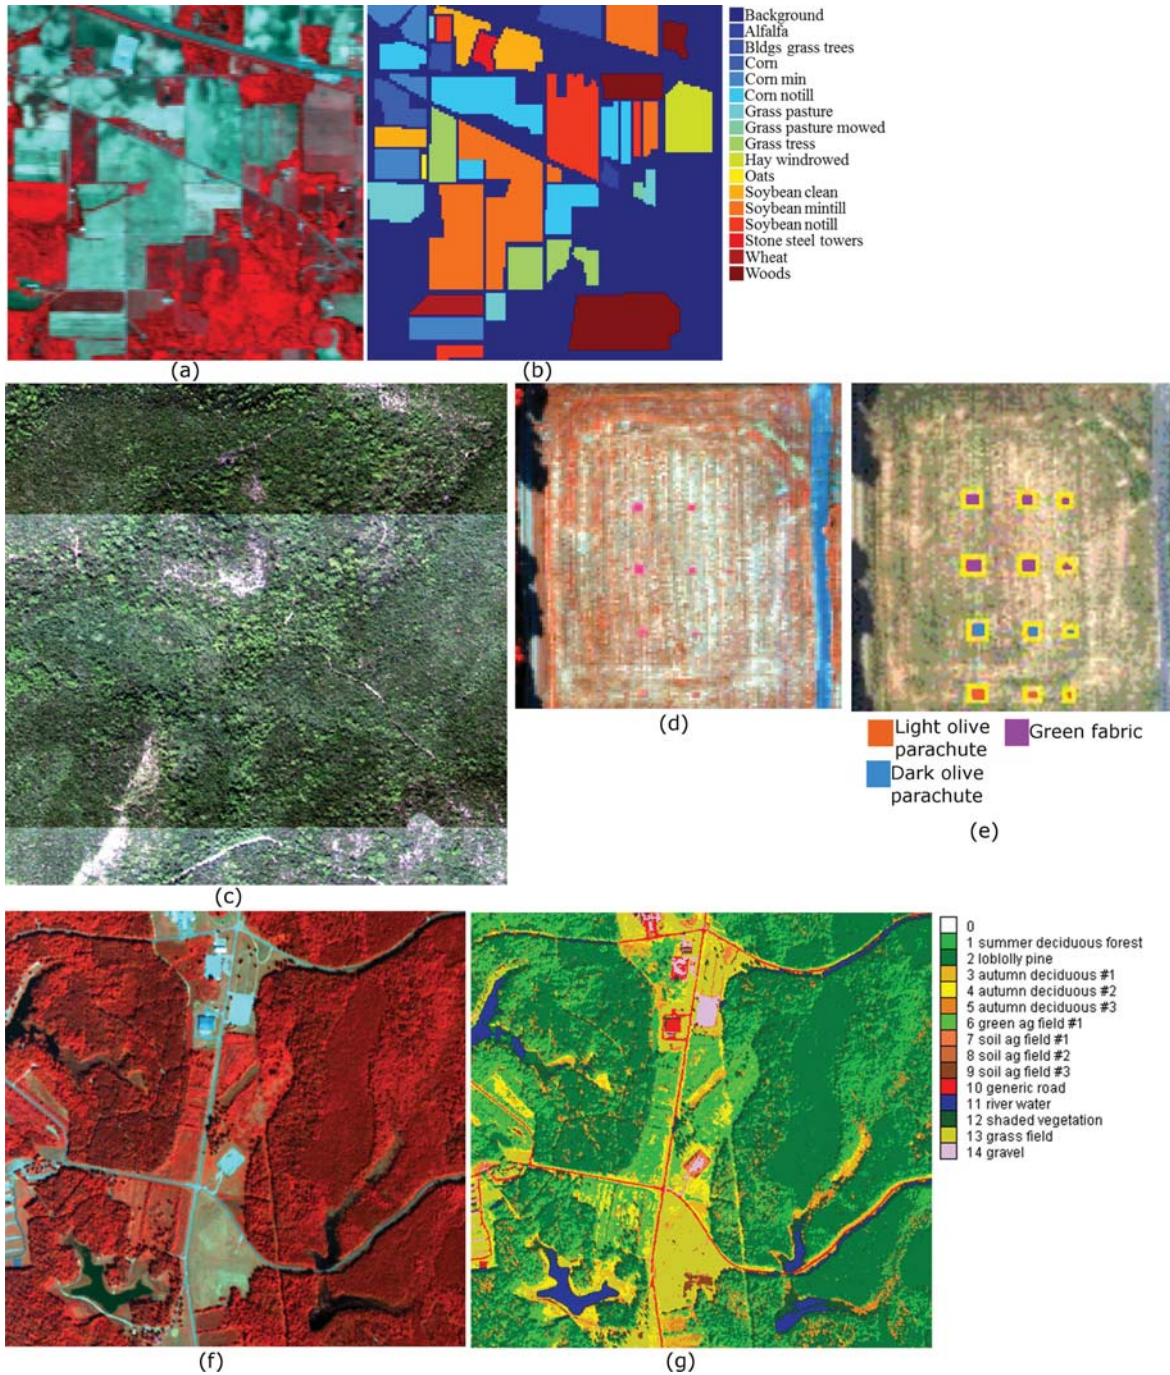 Background
Alfalfa
Bldgs grass trees
Corn
Corn min
Corn notill
Grass pasture
Grass pasture mowed
Grass tress
Hay windrowed
Oats
Soybean clean
Soybean mintill
Soybean notill
Stone steel towers
Wheat
Woods
(a)
(b)
(c)
(d)
Light olive
parachute
Green fabric
Dark olive
parachute
(e)
0
1 summer deciduous forest
2 loblolly pine
3 autumn deciduous #1
4 autumn deciduous #2
5 autumn deciduous #3
6 green ag field #1
7 soil ag field #1
8 soil ag field #2
9 soil ag field #3
10 generic road
11 river water
12 shaded vegetation
13 grass field
14 gravel
(f)
(g)